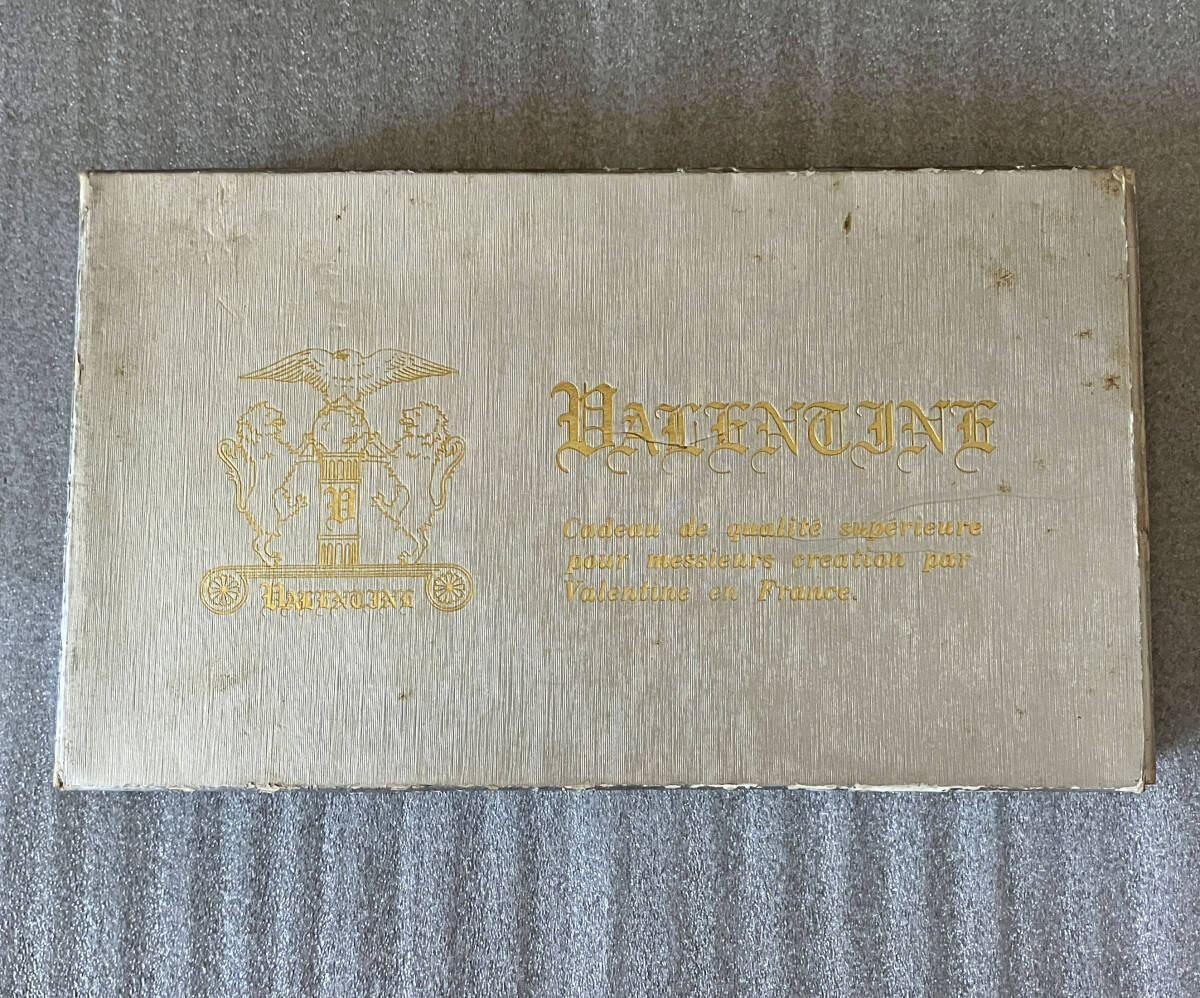 V
VALENTINE
VALENTINE
Cadeau de qualité supérieure
pour messieurs creation par
Valentine en France.